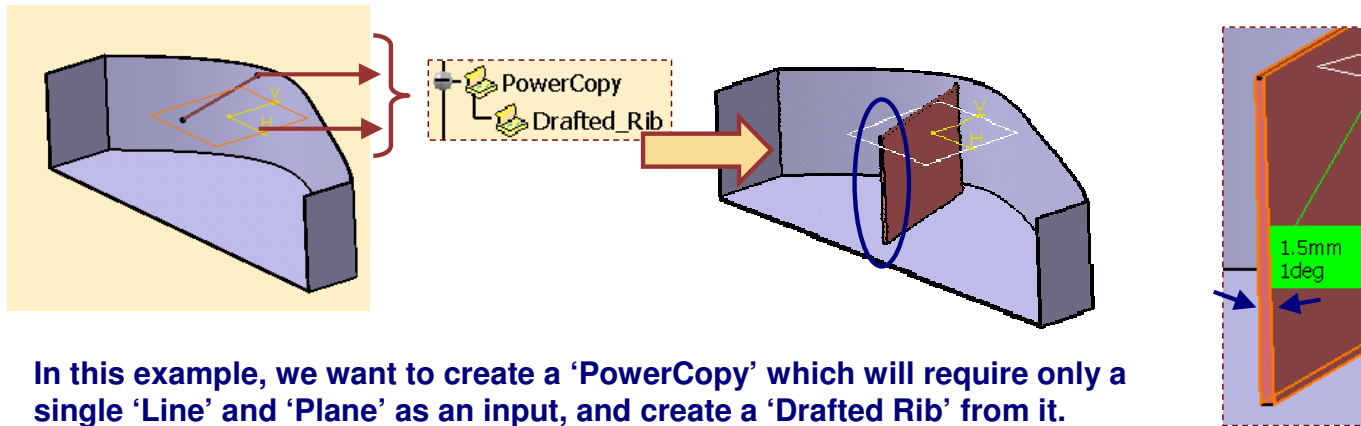 V
H
PowerCopy
Drafted_Rib
V
H
1.5mm
1deg
In this example, we want to create a ‘PowerCopy’ which will require only a
single ‘Line’ and ‘Plane’ as an input, and create a ‘Drafted Rib’ from it.